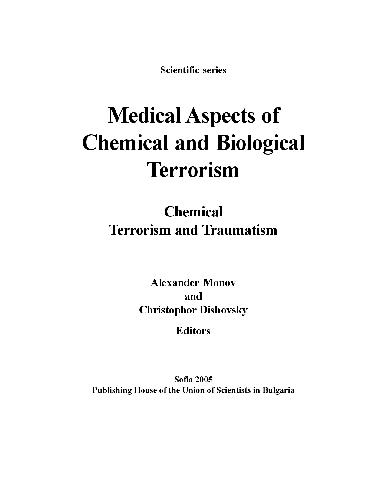 Scientific series
Medical Aspects of
Chemical and Biological
Terrorism
Chemical
Terrorism and Traumatism
Alexander Monov
and
Christophor Dishovsky
Editors
Sofia 2005
Publishing House of the Union of Scientists in Bulgaria